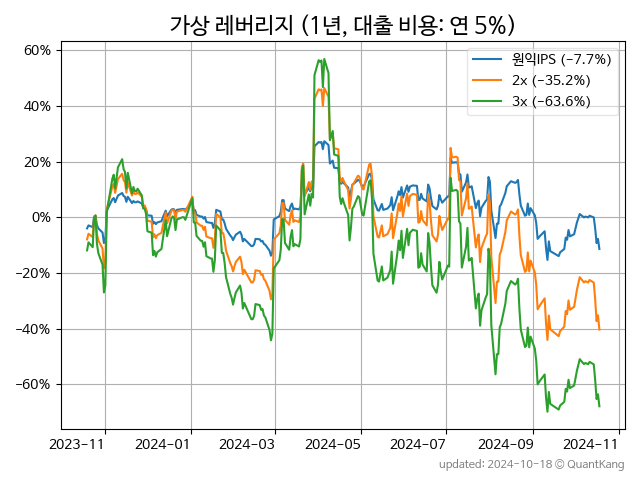 가상 레버리지 (1년, 대출 비용: 연 5%)
60%
40%
20%
0%
−20%
−40%
−60%
원익IPS (−7.7%)
2x (−35.2%)
3x (−63.6%)
2023-11
2024-01
2024-03
2024-05
2024-07
2024-09
2024-11
updated: 2024-10-18 © QuantKang